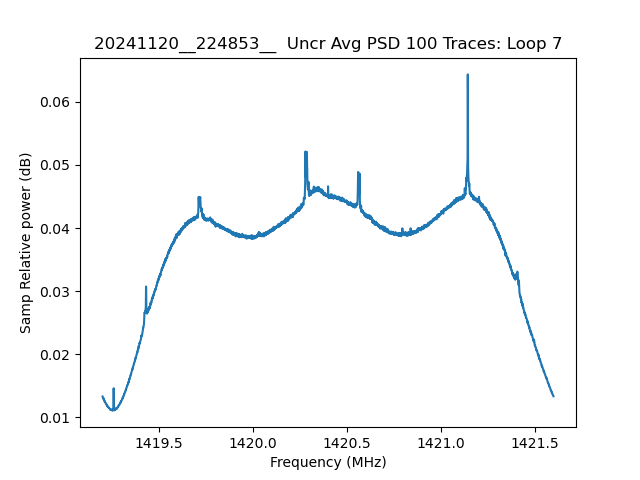 20241120__224853__  Uncr Avg PSD 100 Traces: Loop 7
0.06
0.05
0.04
0.03
0.02
0.01
Samp Relative power (dB)
1419.5 1420.0 1420.5 1421.0 1421.5
Frequency (MHz)